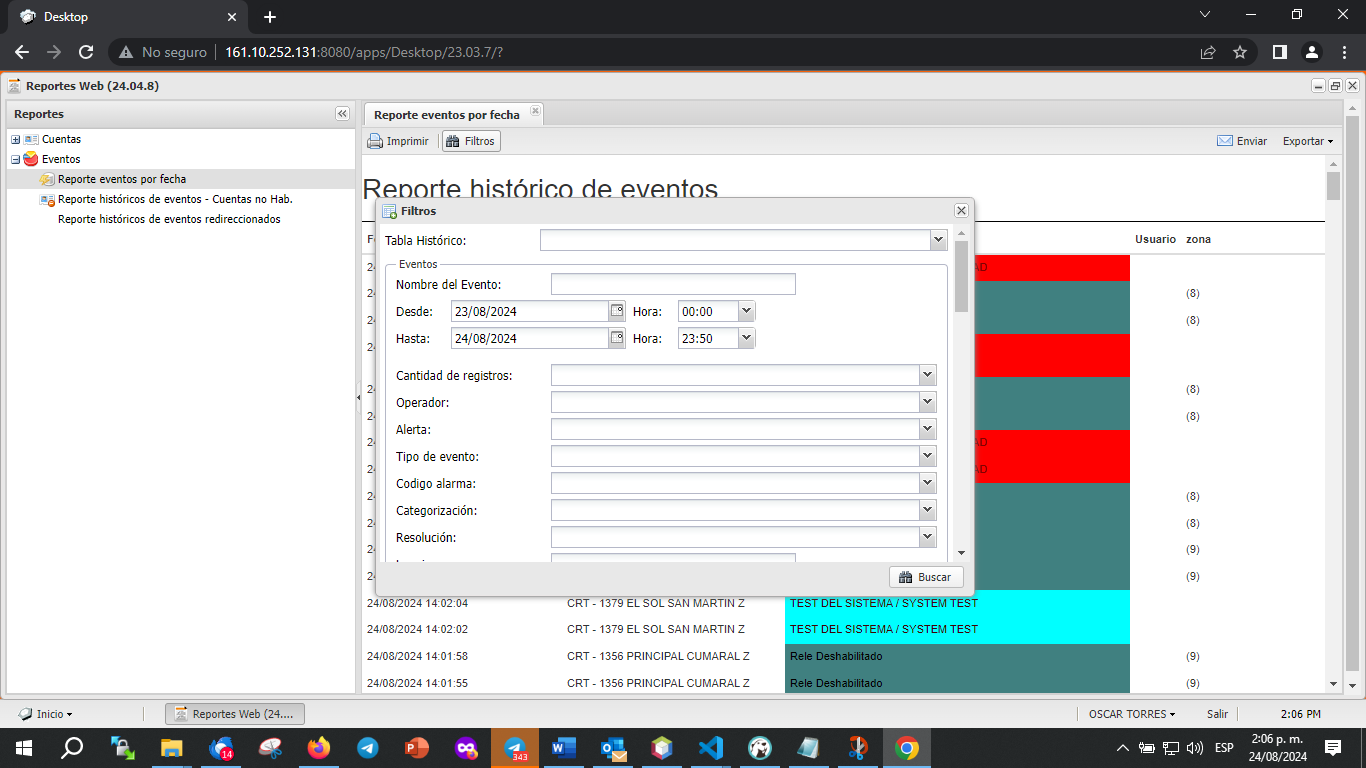 Desktop
No seguro
161.10.252.131:8080/apps/Desktop/23.03.7/?
Reportes Web (24.04.8)
Reportes
Cuentas
Eventos
Reporte eventos por fecha
Reporte históricos de eventos - Cuentas no Hab.
Reporte históricos de eventos redireccionados
Reporte eventos por fecha
Imprimir
Filtros
Enviar
Exportar
Reporte histórico de eventos
Usuario zona
Filtros
Tabla Histórico:
Eventos
Nombre del Evento:
Desde: 23/08/2024 Hora: 00:00
Hasta: 24/08/2024 Hora: 23:50
Cantidad de registros:
Operador:
Alerta:
Tipo de evento:
Codigo alarma:
Categorización:
Resolución:
Buscar
(8)
(8)
(8)
(8)
(8)
(8)
(9)
(9)
24/08/2024 14:02:04 CRT - 1379 EL SOL SAN MARTIN Z TEST DEL SISTEMA / SYSTEM TEST
24/08/2024 14:02:02 CRT - 1379 EL SOL SAN MARTIN Z TEST DEL SISTEMA / SYSTEM TEST
24/08/2024 14:01:58 CRT - 1356 PRINCIPAL CUMARAL Z Rele Deshabilitado (9)
24/08/2024 14:01:55 CRT - 1356 PRINCIPAL CUMARAL Z Rele Deshabilitado (9)
Inicio
Reportes Web (24....
OSCAR TORRES
Salir
2:06 PM
14
343
ESP
2:06 p. m.
24/08/2024